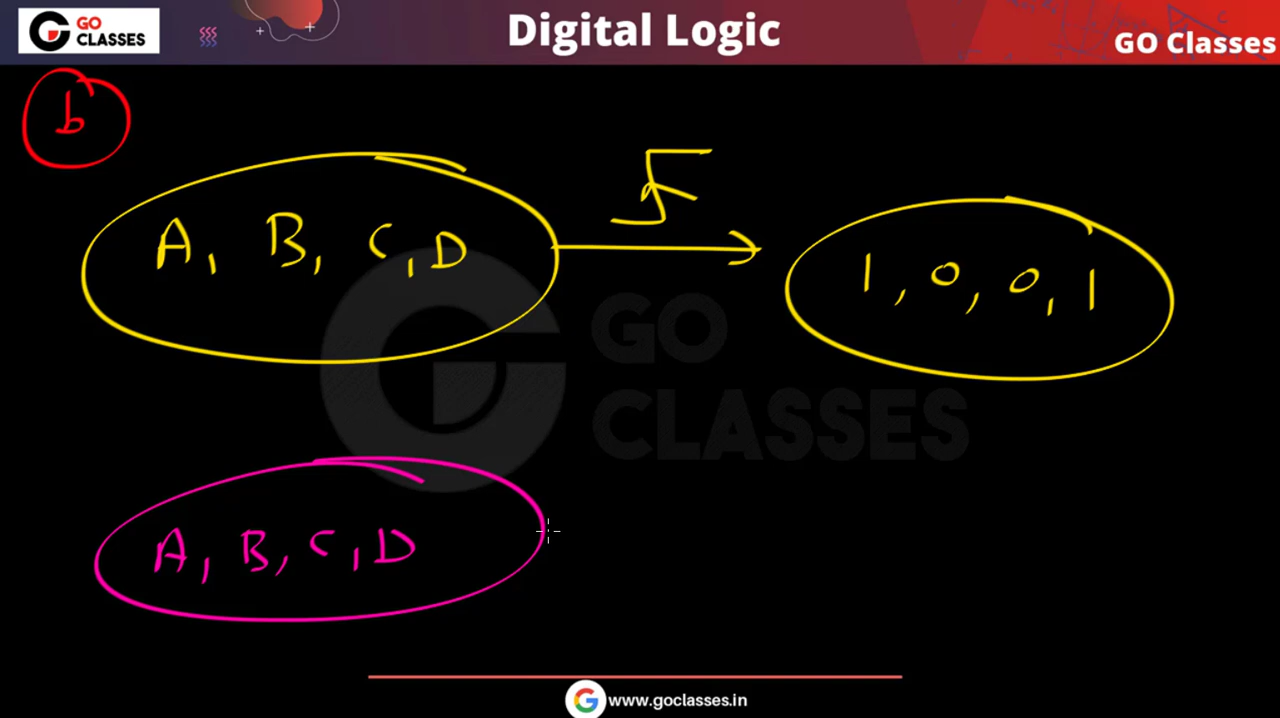 GO CLASSES
Digital Logic
GO Classes
b
F
A, B, C, D
1, 0, 0, 1
GO
CLASSES
A, B, C, D
www.goclasses.in